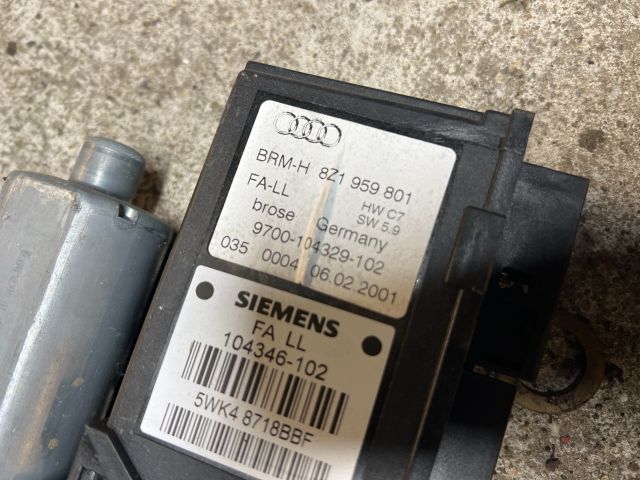 BRM-H 8Z1 959 801
FA-LL HW C7
SW 5.9
brose Germany
9700-104329-102
035 0004 06.02.2001
SIEMENS
FA LL
104346-102
5WK4 8718BBF